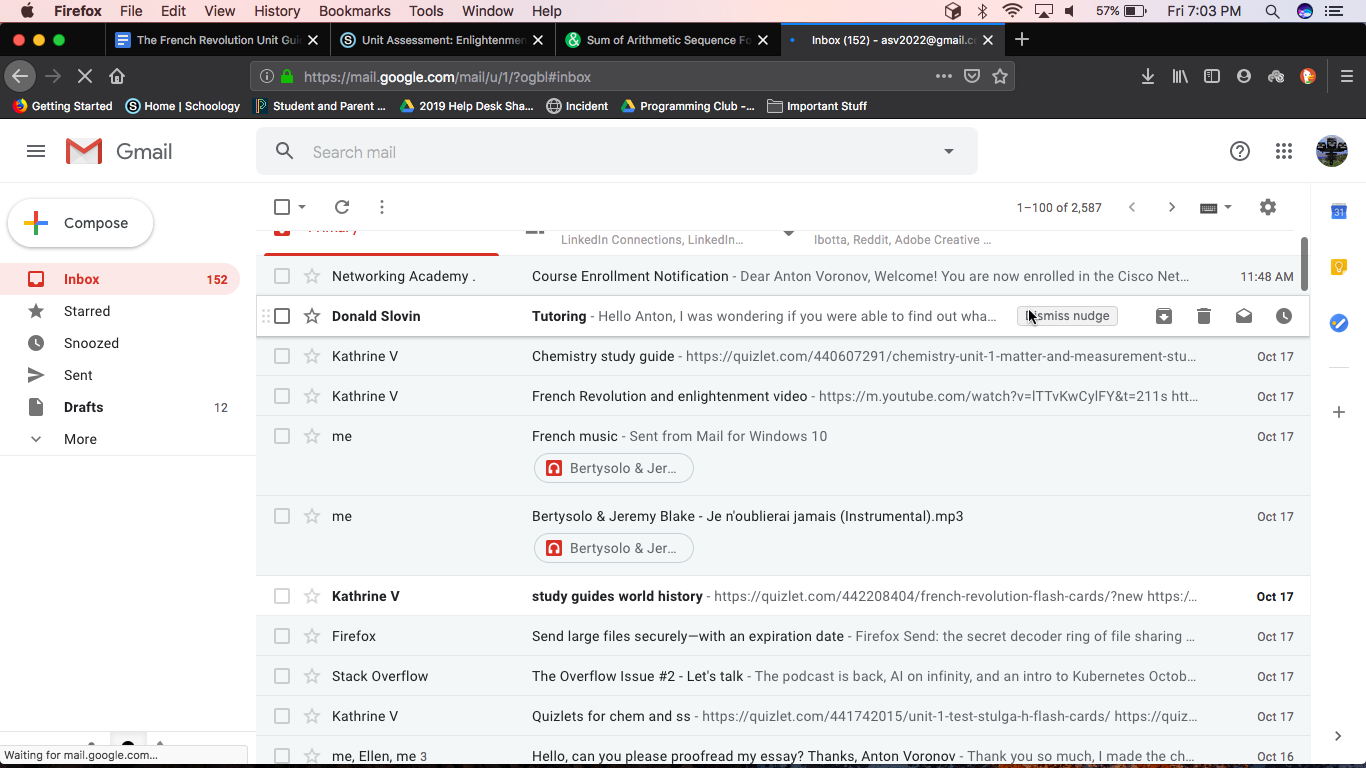 Firefox File Edit View History Bookmarks Tools Window Help 57% Fri 7:03 PM
The French Revolution Unit Gui Unit Assessment: Enlightenmen Sum of Arithmetic Sequence Fo Inbox (152) - asv2022@gmail.c
https://mail.google.com/mail/u/1/?ogbl#inbox
Getting Started Home | Schoology Student and Parent ... 2019 Help Desk Sha... Incident Programming Club -... Important Stuff
Gmail Search mail
Compose 1–100 of 2,587
Primary LinkedIn Connections, LinkedIn... Ibotta, Reddit, Adobe Creative ...
Inbox 152
Starred
Snoozed
Sent
Drafts 12
More
Networking Academy . Course Enrollment Notification - Dear Anton Voronov, Welcome! You are now enrolled in the Cisco Net... 11:48 AM
Donald Slovin Tutoring - Hello Anton, I was wondering if you were able to find out wha... Dismiss nudge
Kathrine V Chemistry study guide - https://quizlet.com/440607291/chemistry-unit-1-matter-and-measurement-stu... Oct 17
Kathrine V French Revolution and enlightenment video - https://m.youtube.com/watch?v=lTTvKwCylFY&t=211s htt... Oct 17
me French music - Sent from Mail for Windows 10 Oct 17
Bertysolo & Jer...
me Bertysolo & Jeremy Blake - Je n'oublierai jamais (Instrumental).mp3 Oct 17
Bertysolo & Jer...
Kathrine V study guides world history - https://quizlet.com/442208404/french-revolution-flash-cards/?new https:/... Oct 17
Firefox Send large files securely—with an expiration date - Firefox Send: the secret decoder ring of file sharing ... Oct 17
Stack Overflow The Overflow Issue #2 - Let's talk - The podcast is back, AI on infinity, and an intro to Kubernetes Octob... Oct 17
Kathrine V Quizlets for chem and ss - https://quizlet.com/441742015/unit-1-test-stulga-h-flash-cards/ https://quiz... Oct 17
me, Ellen, me 3 Hello, can you please proofread my essay? Thanks, Anton Voronov - Thank you so much, I made the ch... Oct 16
Waiting for mail.google.com...
31